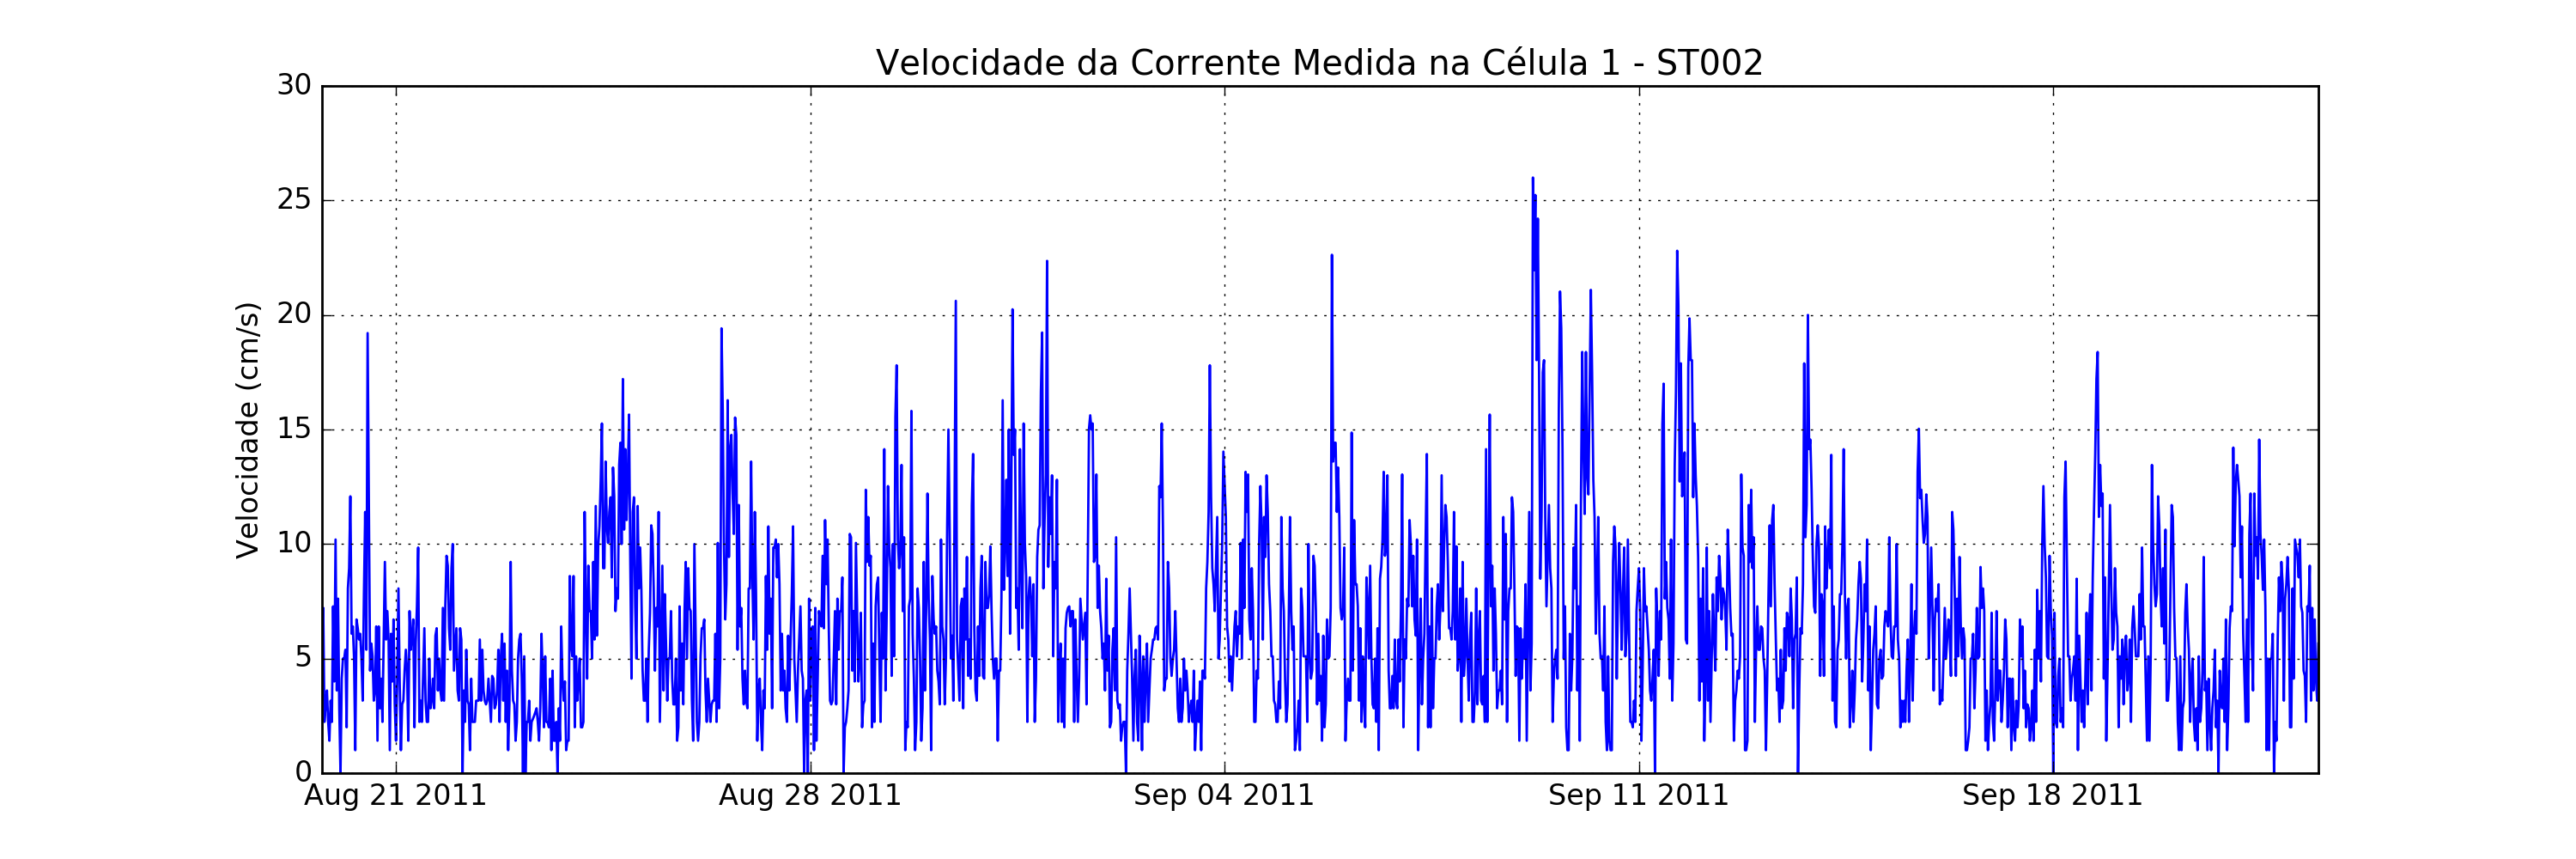 Velocidade da Corrente Medida na Célula 1 - ST002
Velocidade (cm/s)
30
25
20
15
10
5
0
Aug 21 2011
Aug 28 2011
Sep 04 2011
Sep 11 2011
Sep 18 2011